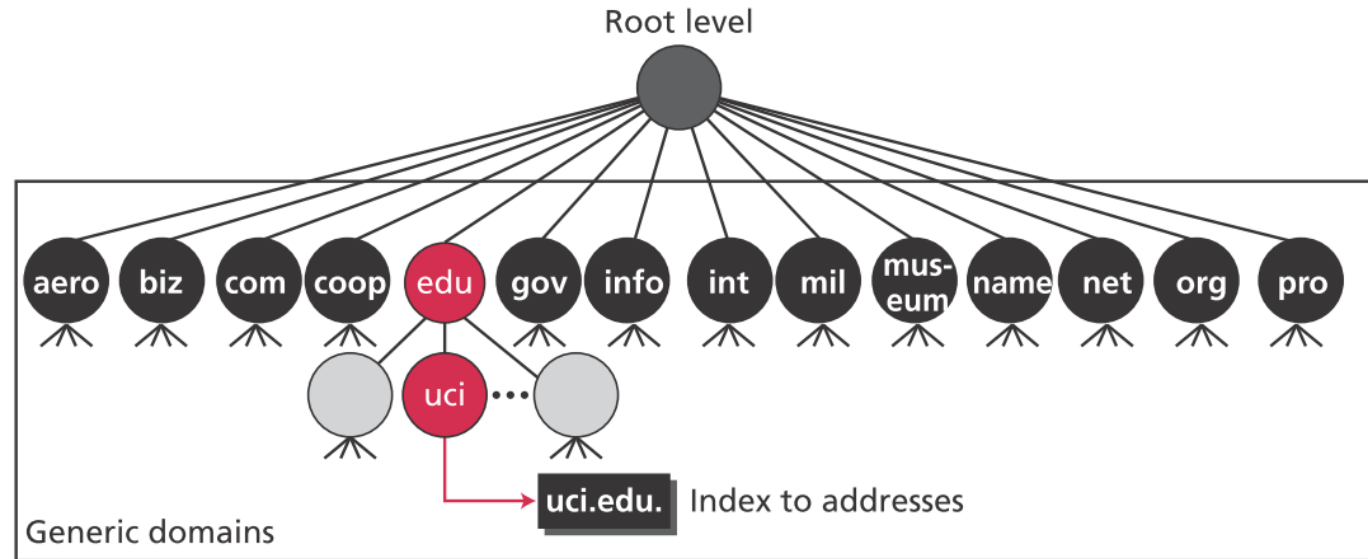 Root level
aero biz com coop edu gov info int mil mus-
eum name net org pro
uci
uci.edu. Index to addresses
Generic domains